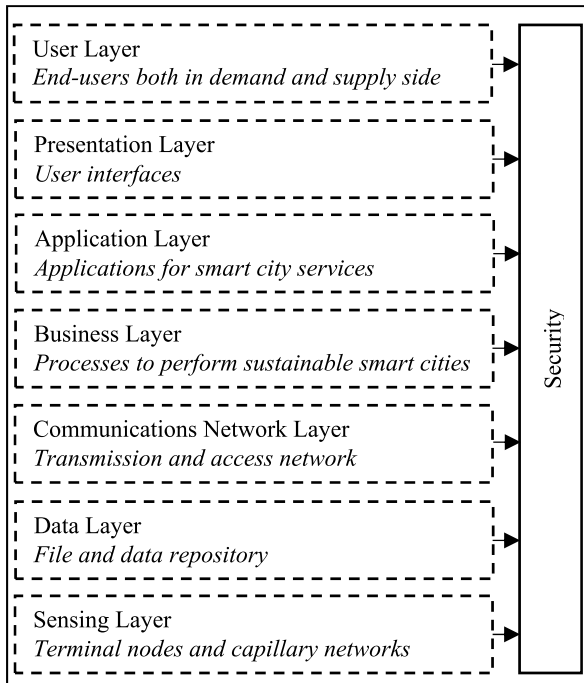 User Layer
End-users both in demand and supply side
Presentation Layer
User interfaces
Application Layer
Applications for smart city services
Business Layer
Processes to perform sustainable smart cities
Communications Network Layer
Transmission and access network
Data Layer
File and data repository
Sensing Layer
Terminal nodes and capillary networks
Security